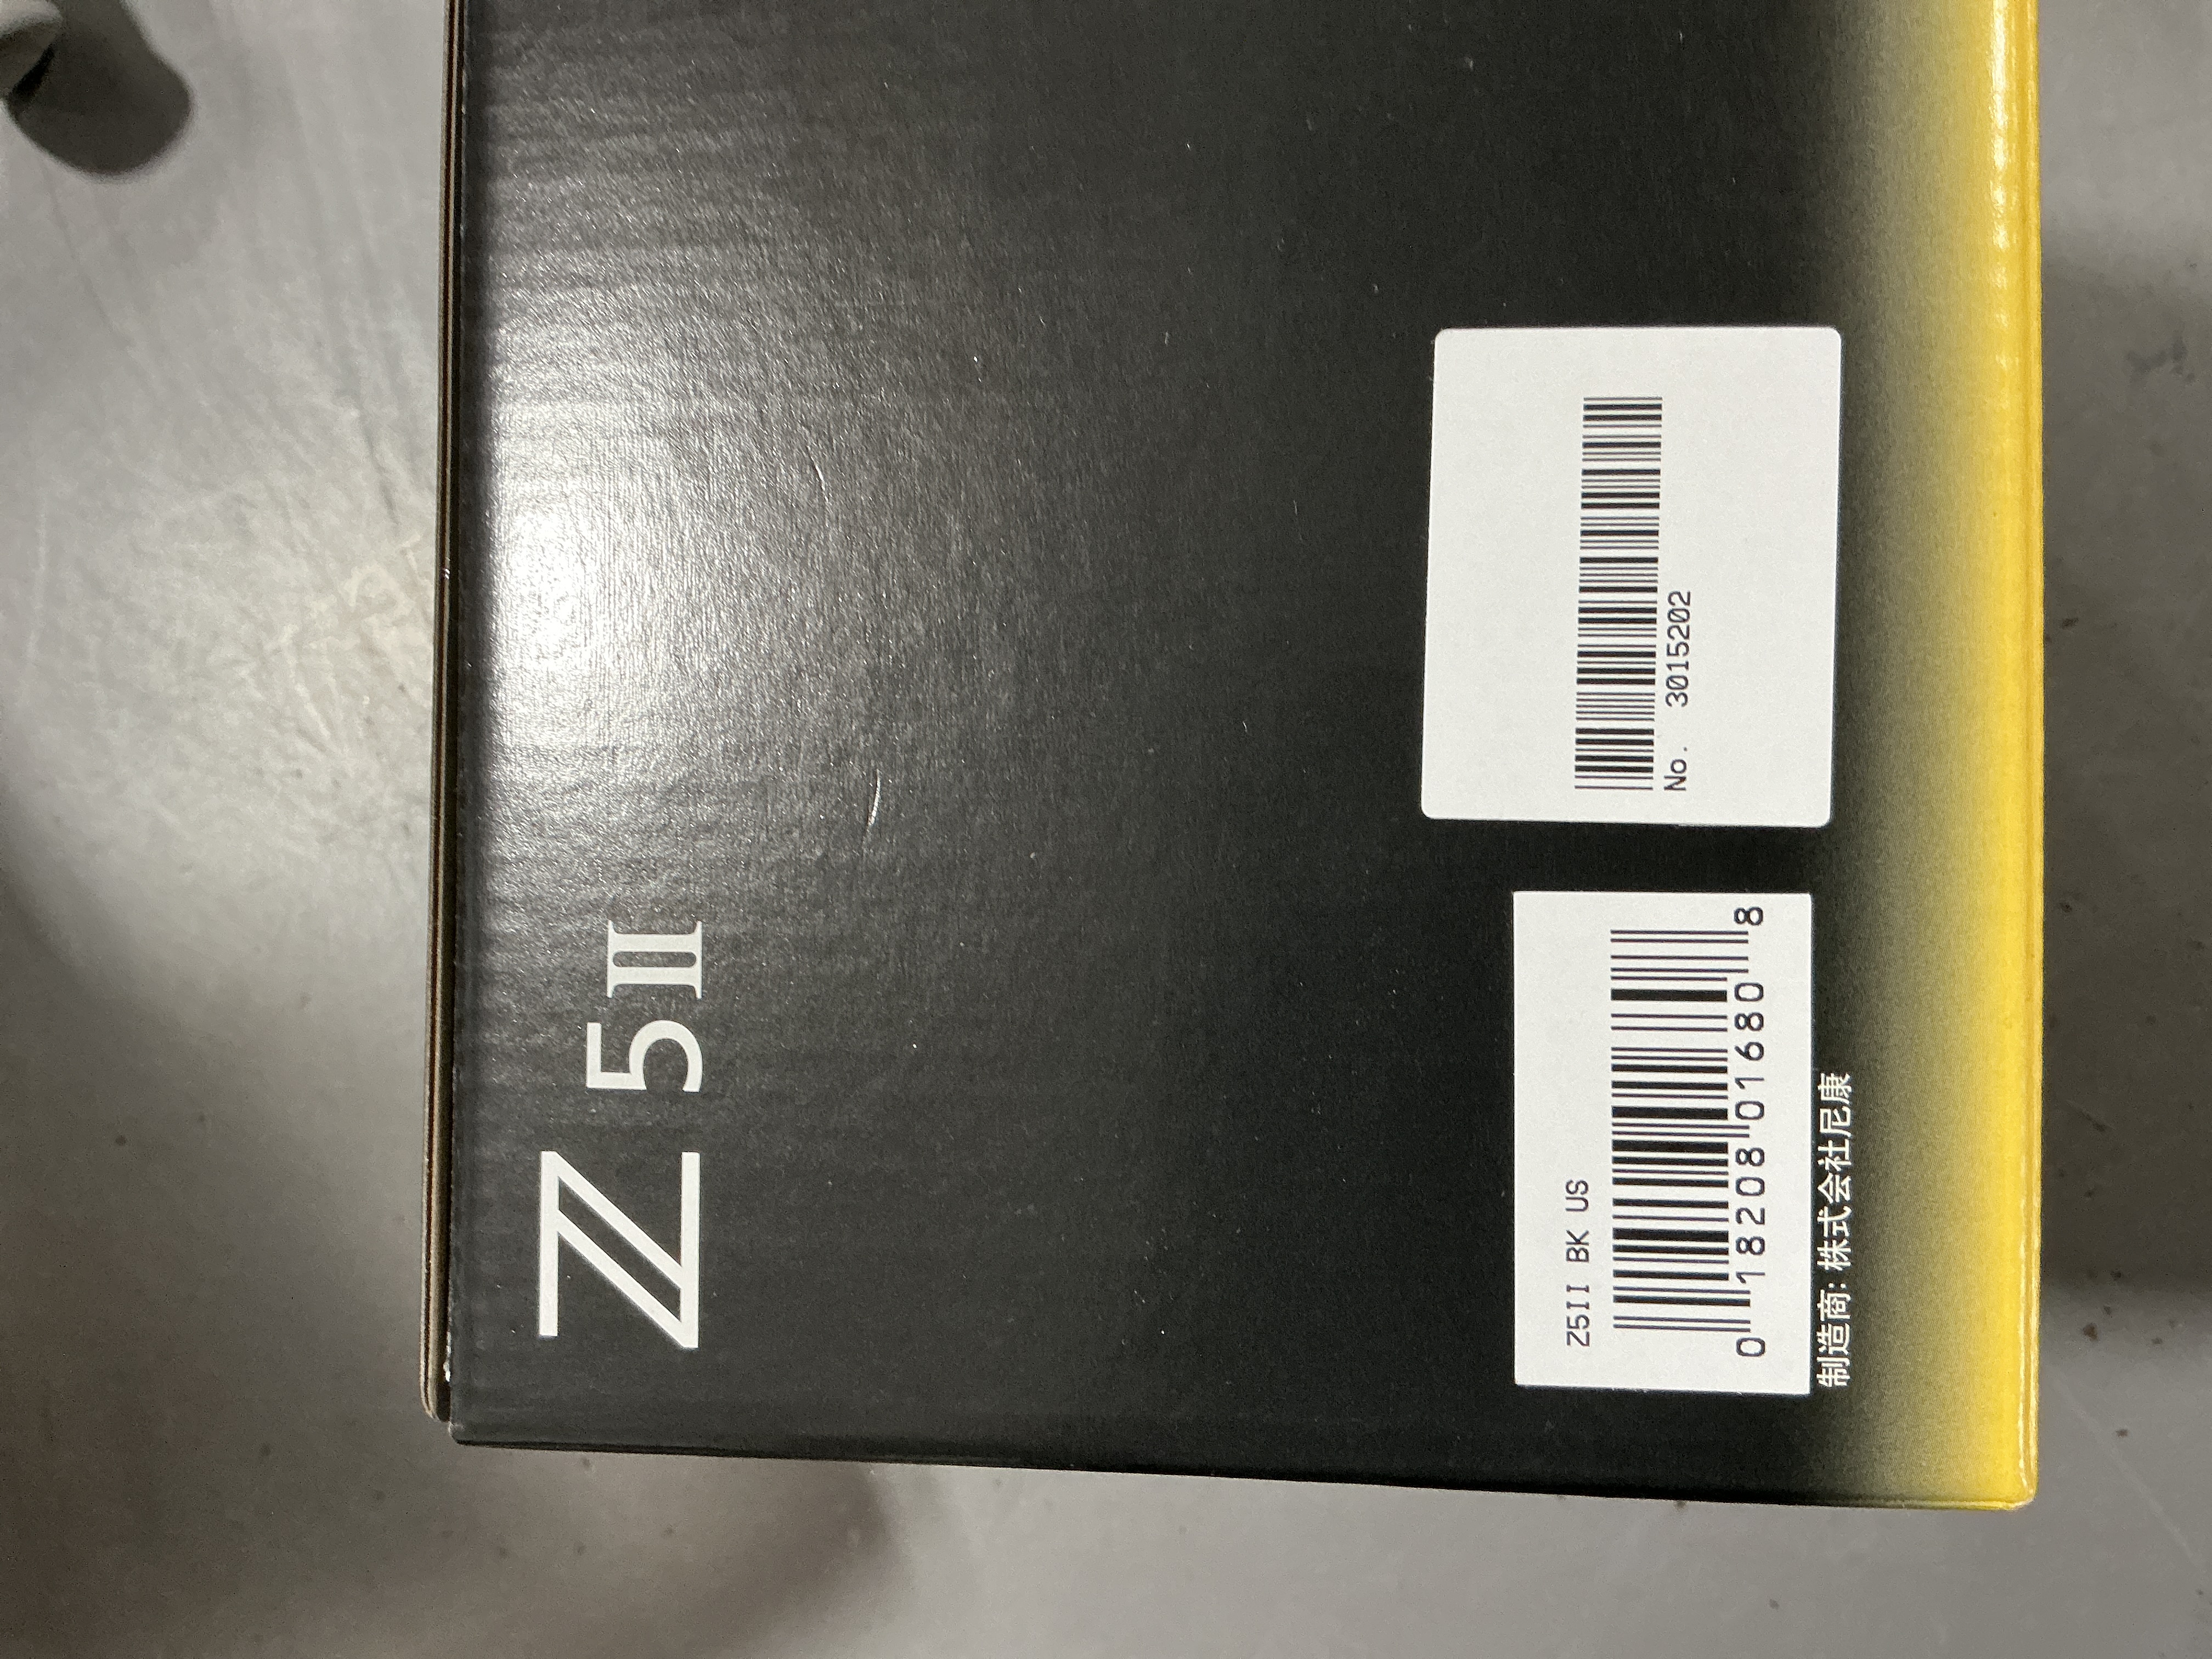 Z 5II
Z5II BK US
0 18208 01680 8
No. 3015202
制造商: 株式会社尼康